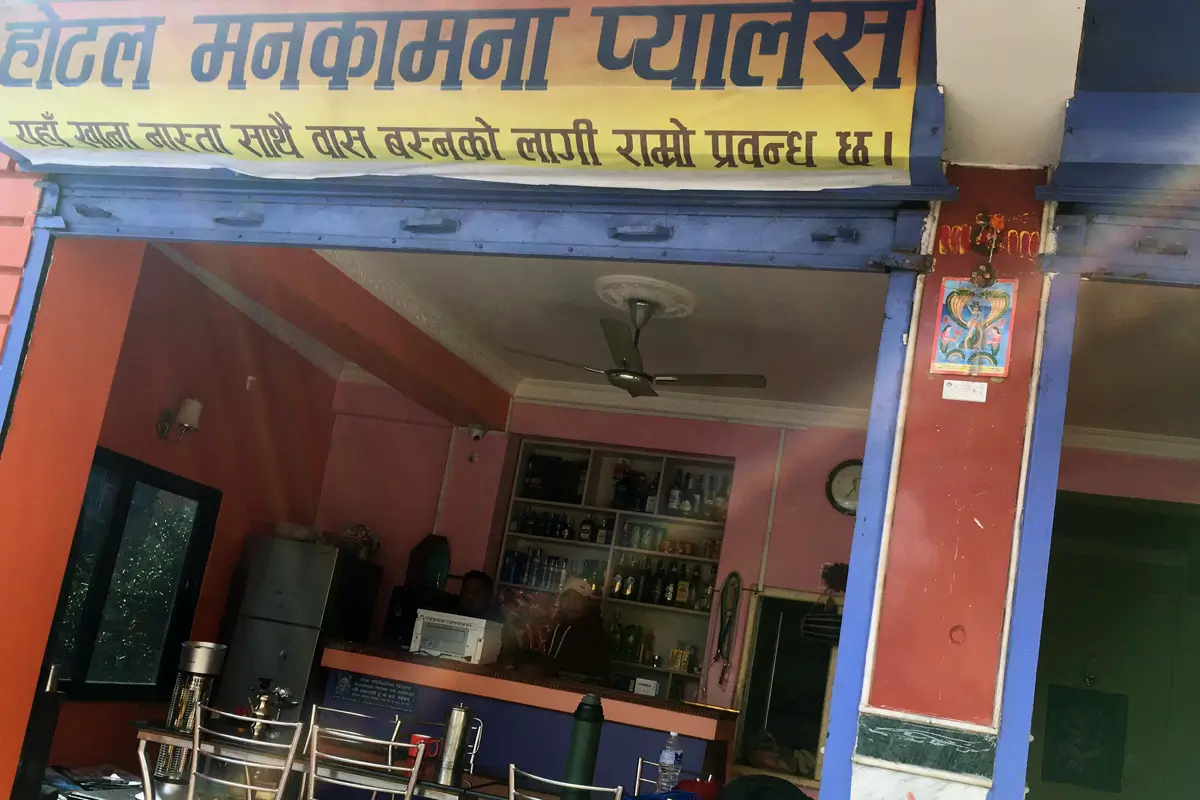 होटल मनकामना प्यालेस
यहाँ खाना नास्ता साथै वास बस्नको लागी राम्रो प्रवन्ध छ।